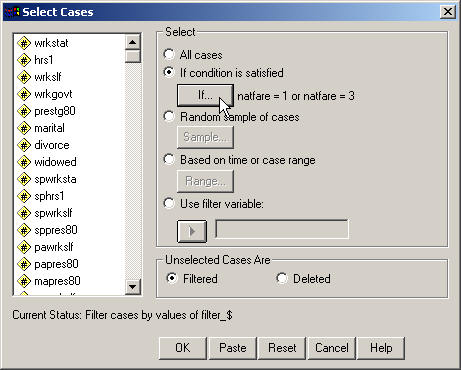 Select Cases
wrkstat
hrs1
wrkslf
wrkgovt
prestg80
marital
divorce
widowed
spwrksta
sphrs1
spwrkslf
sppres80
pawrkslf
papres80
mapres80
Select
All cases
If condition is satisfied
If... natfare = 1 or natfare = 3
Random sample of cases
Sample...
Based on time or case range
Range...
Use filter variable:
Unselected Cases Are
Filtered Deleted
Current Status: Filter cases by values of filter_$
OK Paste Reset Cancel Help